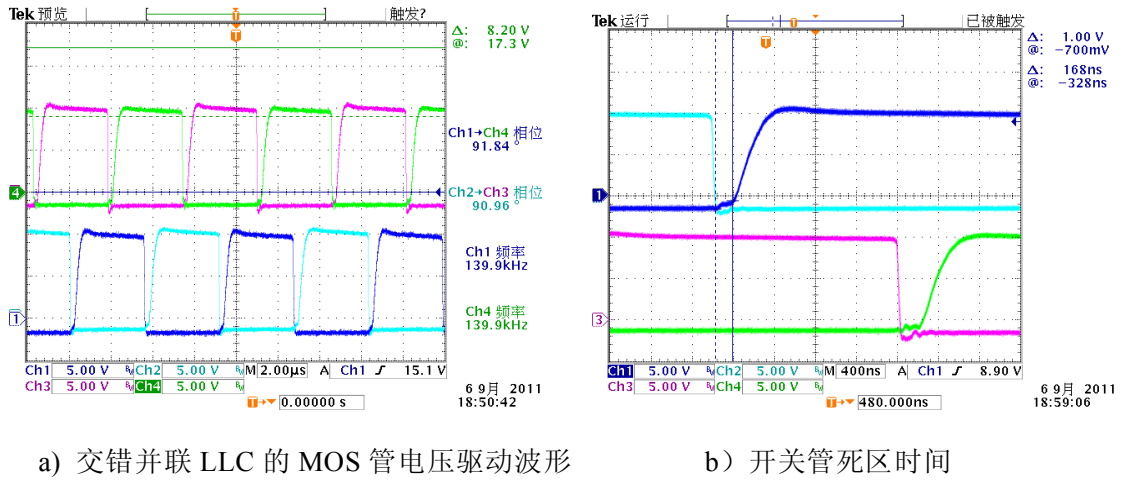 Tek 预览 触发?
Δ: 8.20 V
@: 17.3 V
Ch1→Ch4 相位
91.84 °
Ch2→Ch3 相位
90.96 °
Ch1 频率
139.9kHz
Ch4 频率
139.9kHz
4
1
Ch1 5.00 V Ch2 5.00 V M 2.00µs A Ch1 15.1 V
Ch3 5.00 V Ch4 5.00 V
T 0.00000 s
6 9月 2011
18:50:42
Tek 运行 已被触发
Δ: 1.00 V
@: -700mV
Δ: 168ns
@: -328ns
1
3
Ch1 5.00 V Ch2 5.00 V M 400ns A Ch1 8.90 V
Ch3 5.00 V Ch4 5.00 V
T 480.000ns
6 9月 2011
18:59:06
a) 交错并联 LLC 的 MOS 管电压驱动波形
b）开关管死区时间